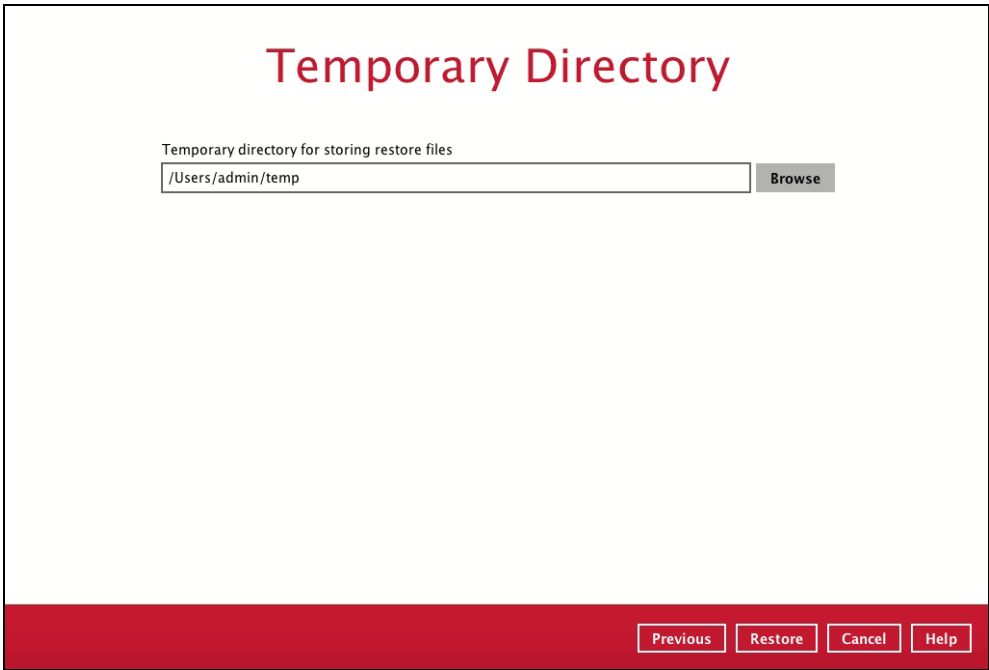 Temporary Directory
Temporary directory for storing restore files
/Users/admin/temp
Browse
Previous
Restore
Cancel
Help